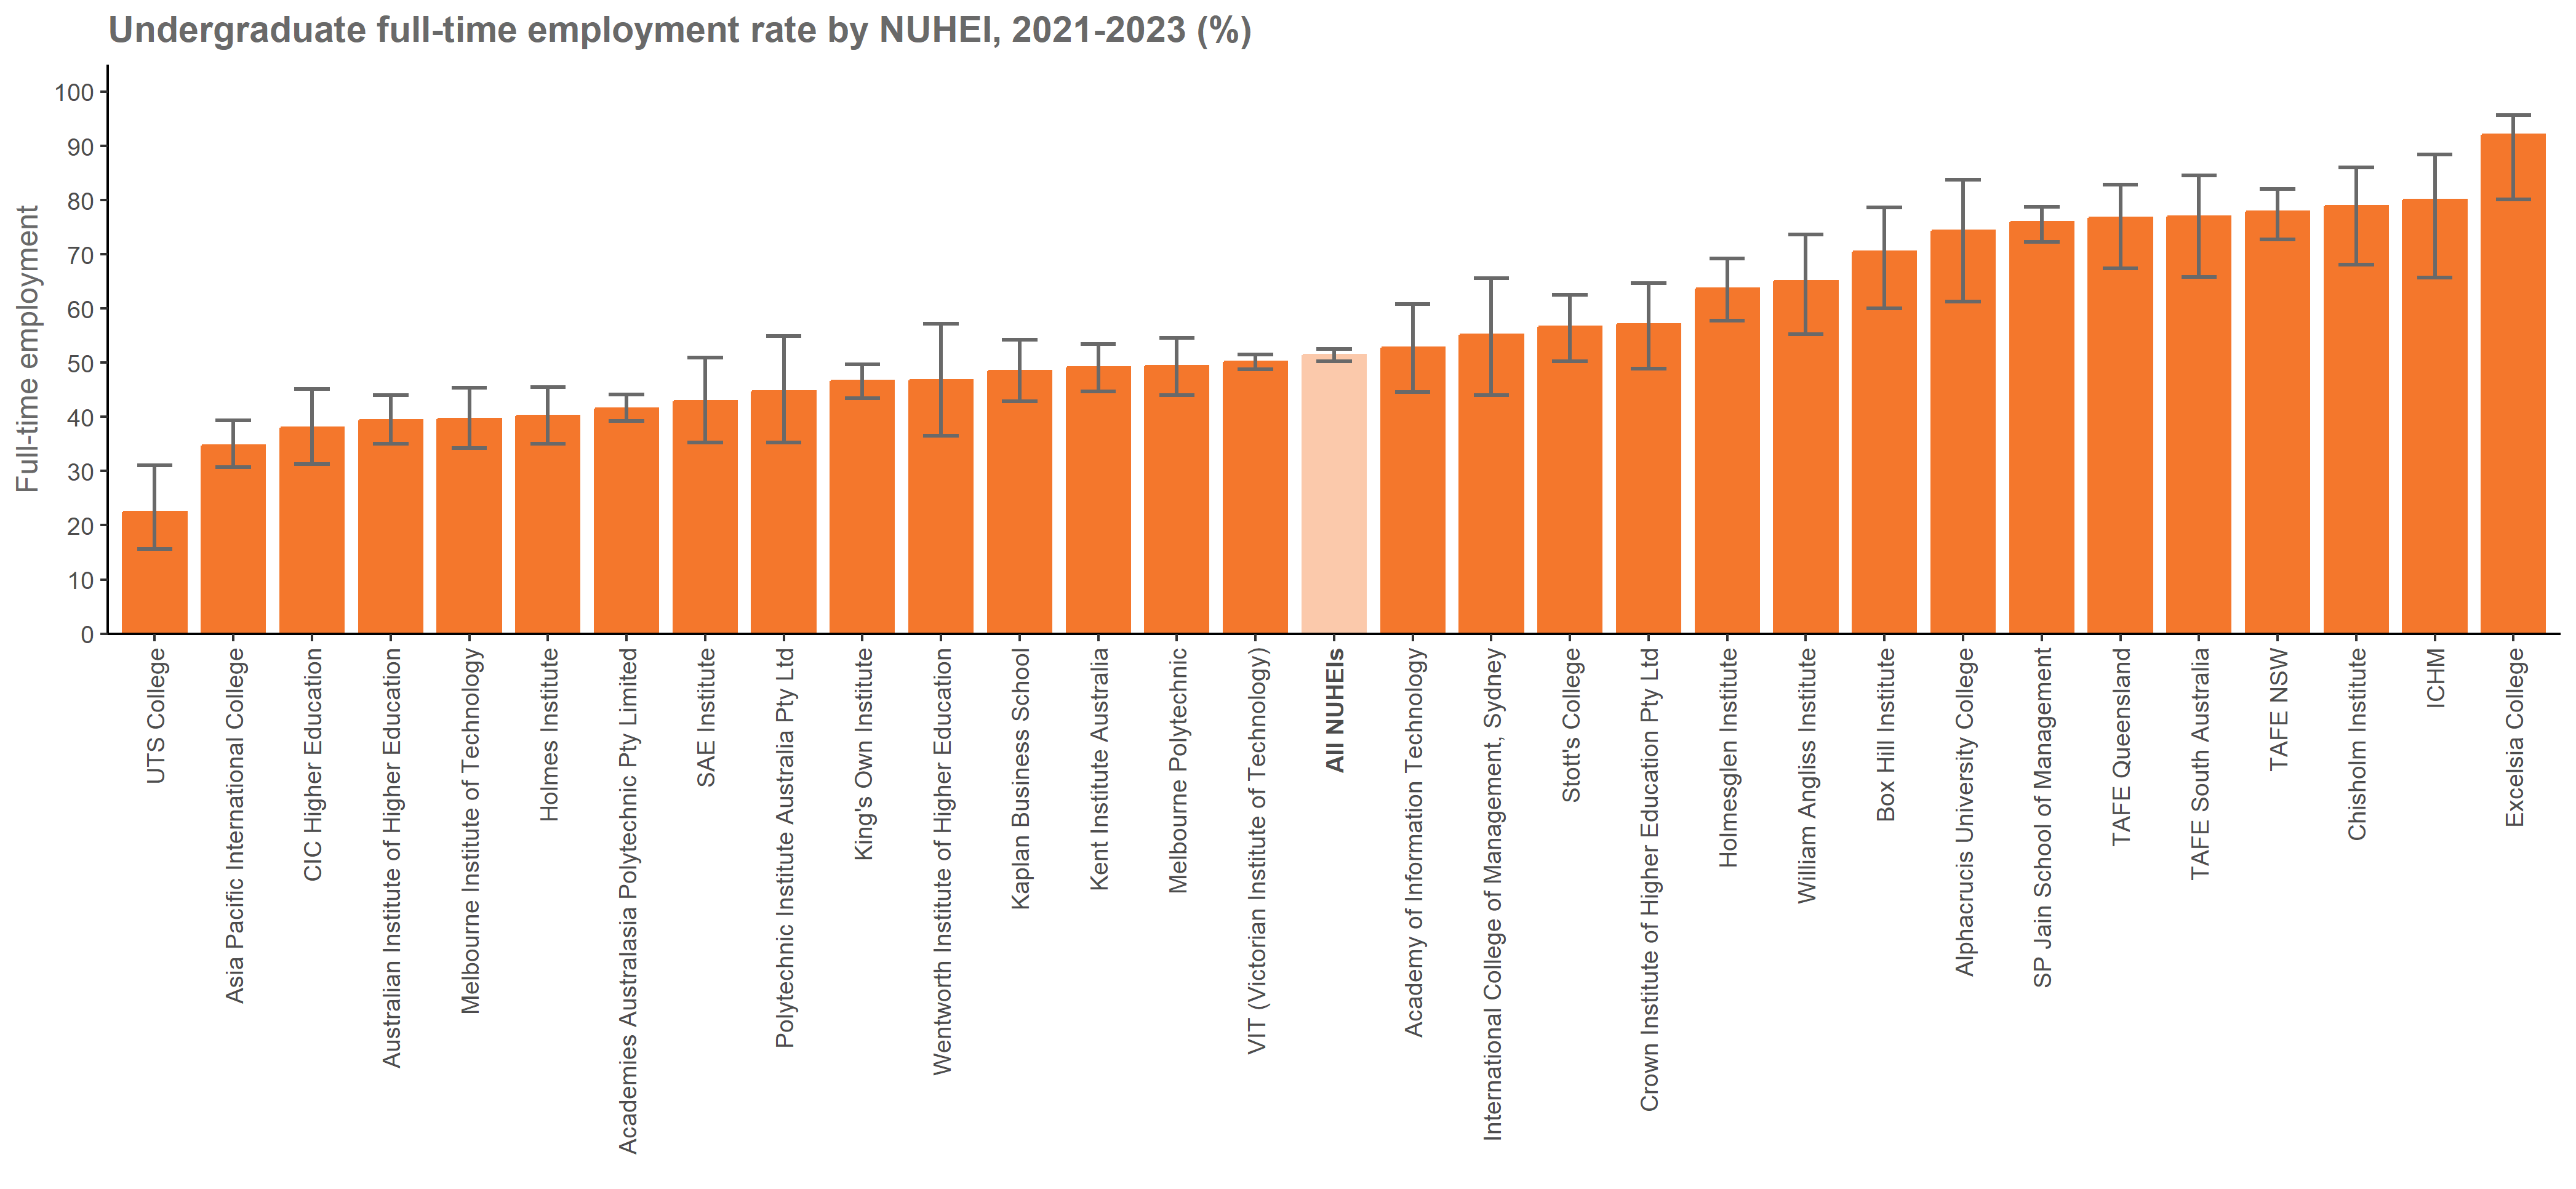 Undergraduate full-time employment rate by NUHEI, 2021-2023 (%)
Full-time employment
100
90
80
70
60
50
40
30
20
10
0
UTS College
Asia Pacific International College
CIC Higher Education
Australian Institute of Higher Education
Melbourne Institute of Technology
Holmes Institute
Academies Australasia Polytechnic Pty Limited
SAE Institute
Polytechnic Institute Australia Pty Ltd
King's Own Institute
Wentworth Institute of Higher Education
Kaplan Business School
Kent Institute Australia
Melbourne Polytechnic
VIT (Victorian Institute of Technology)
All NUHEIs
Academy of Information Technology
International College of Management, Sydney
Stott's College
Crown Institute of Higher Education Pty Ltd
Holmesglen Institute
William Angliss Institute
Box Hill Institute
Alphacrucis University College
SP Jain School of Management
TAFE Queensland
TAFE South Australia
TAFE NSW
Chisholm Institute
ICHM
Excelsia College